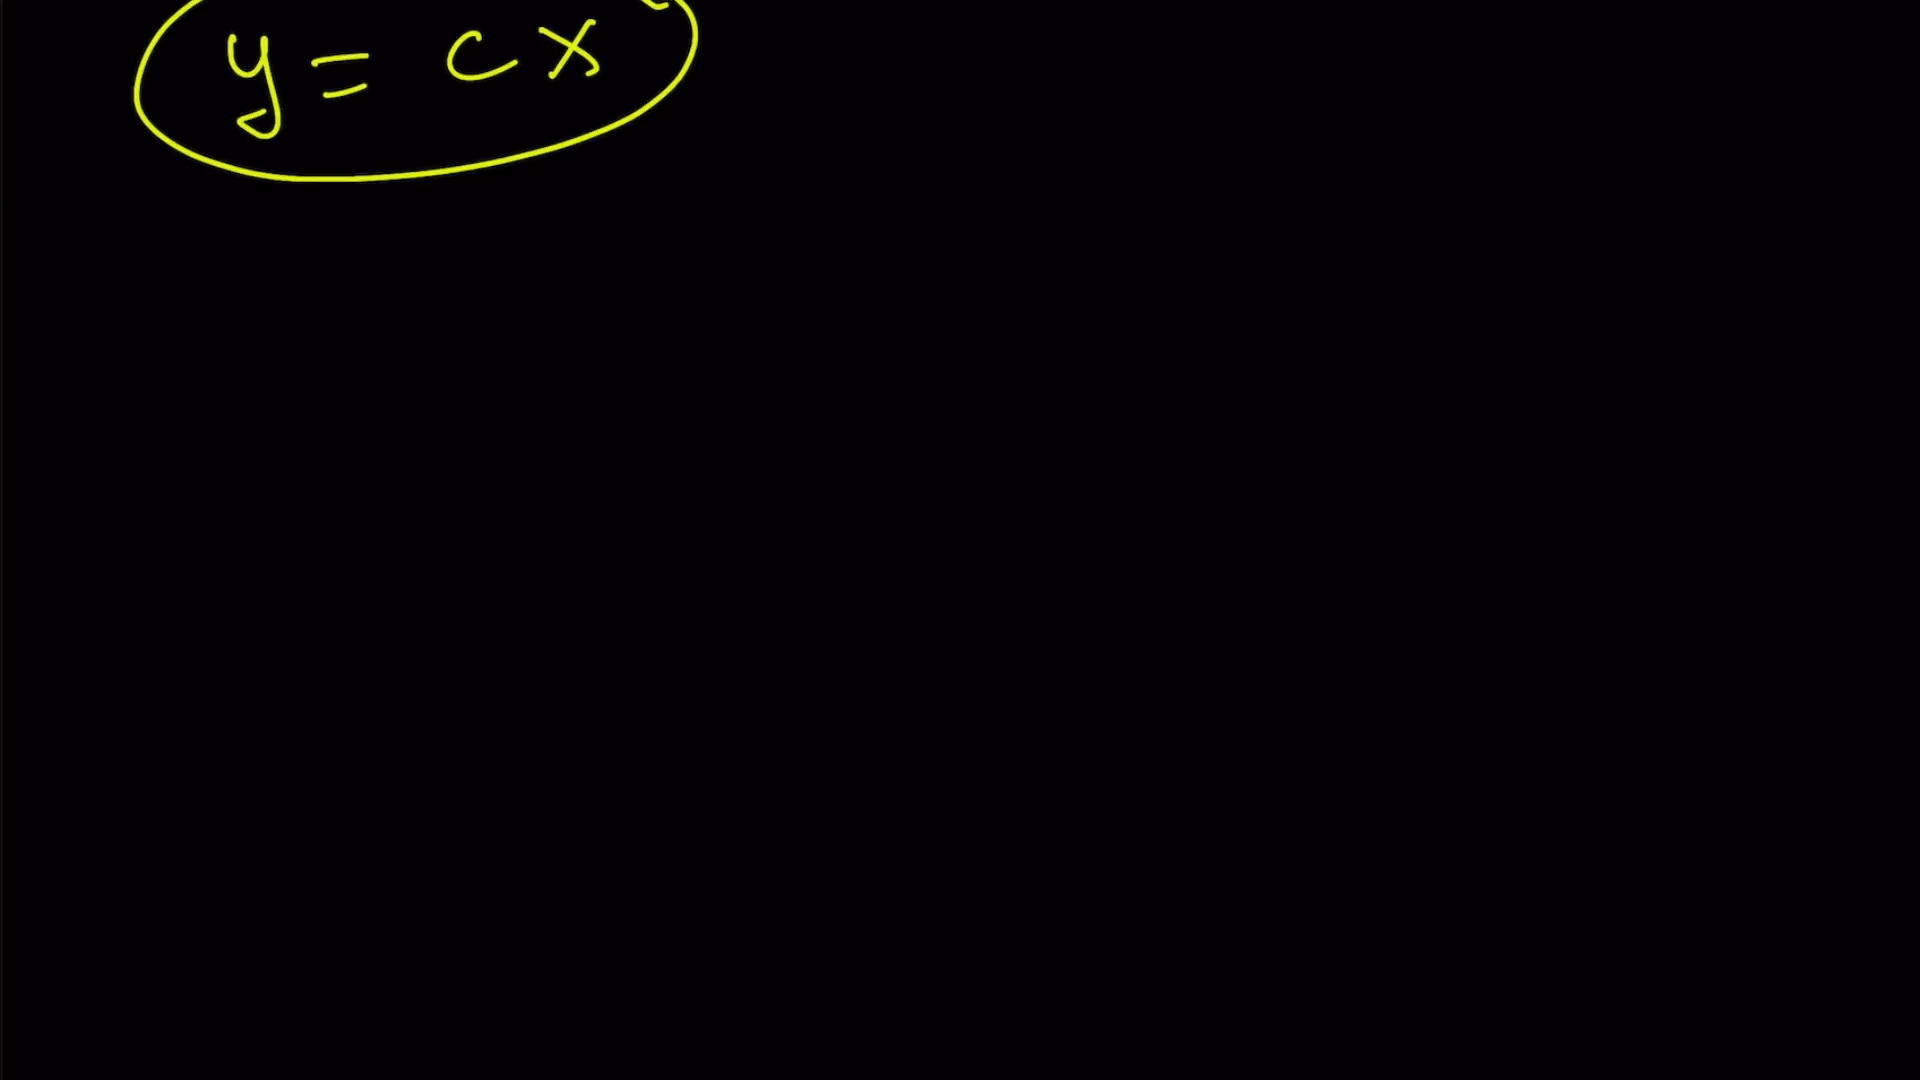 y = cx